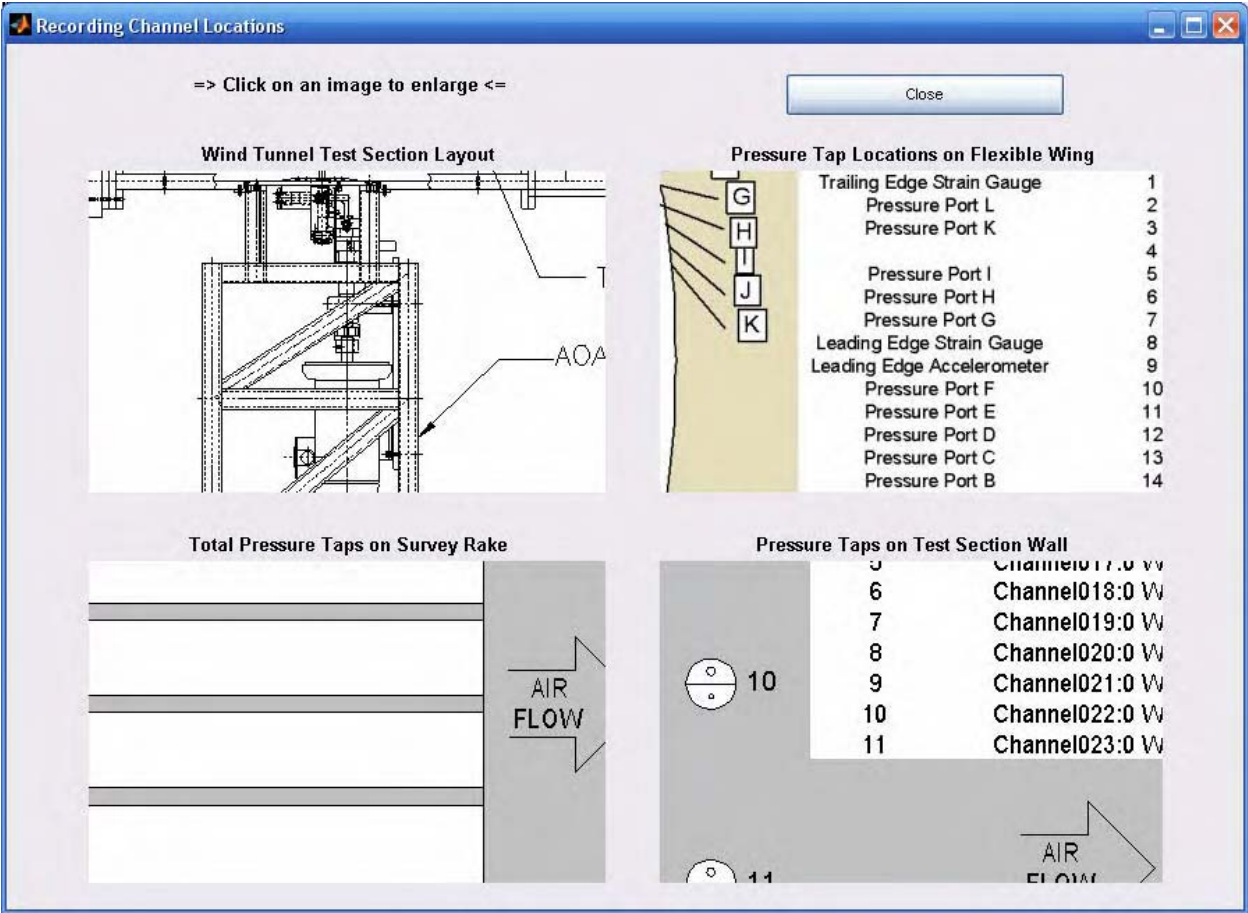 Recording Channel Locations
=> Click on an image to enlarge <=
Close
Wind Tunnel Test Section Layout
AOA
Pressure Tap Locations on Flexible Wing
G
H
I
J
K
Trailing Edge Strain Gauge 1
Pressure Port L 2
Pressure Port K 3
4
Pressure Port I 5
Pressure Port H 6
Pressure Port G 7
Leading Edge Strain Gauge 8
Leading Edge Accelerometer 9
Pressure Port F 10
Pressure Port E 11
Pressure Port D 12
Pressure Port C 13
Pressure Port B 14
Total Pressure Taps on Survey Rake
AIR
FLOW
Pressure Taps on Test Section Wall
5 Channel017:0 W
6 Channel018:0 W
7 Channel019:0 W
8 Channel020:0 W
9 Channel021:0 W
10 Channel022:0 W
11 Channel023:0 W
10
11
AIR
FLOW